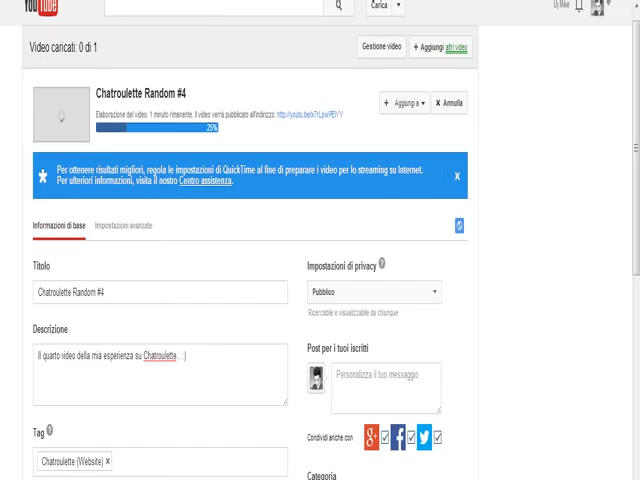 YouTube
Carica
Dj Mike
Video caricati: 0 di 1
Gestione video
+ Aggiungi altri video
Chatroulette Random #4
+ Aggiungi a
× Annulla
Elaborazione del video. 1 minuto rimanente. Il video verrà pubblicato all'indirizzo:
25%
Per ottenere risultati migliori, regola le impostazioni di QuickTime al fine di preparare i video per lo streaming su Internet.
Per ulteriori informazioni, visita il nostro Centro assistenza.
Informazioni di base
Impostazioni avanzate
Titolo
Chatroulette Random #4
Descrizione
Il quarto video della mia esperienza su Chatroulette.. :)
Tag
Chatroulette (Website) ×
Impostazioni di privacy
Pubblico
Ricercabile e visualizzabile da chiunque
Post per i tuoi iscritti
Personalizza il tuo messaggio
Condividi anche con
Categoria